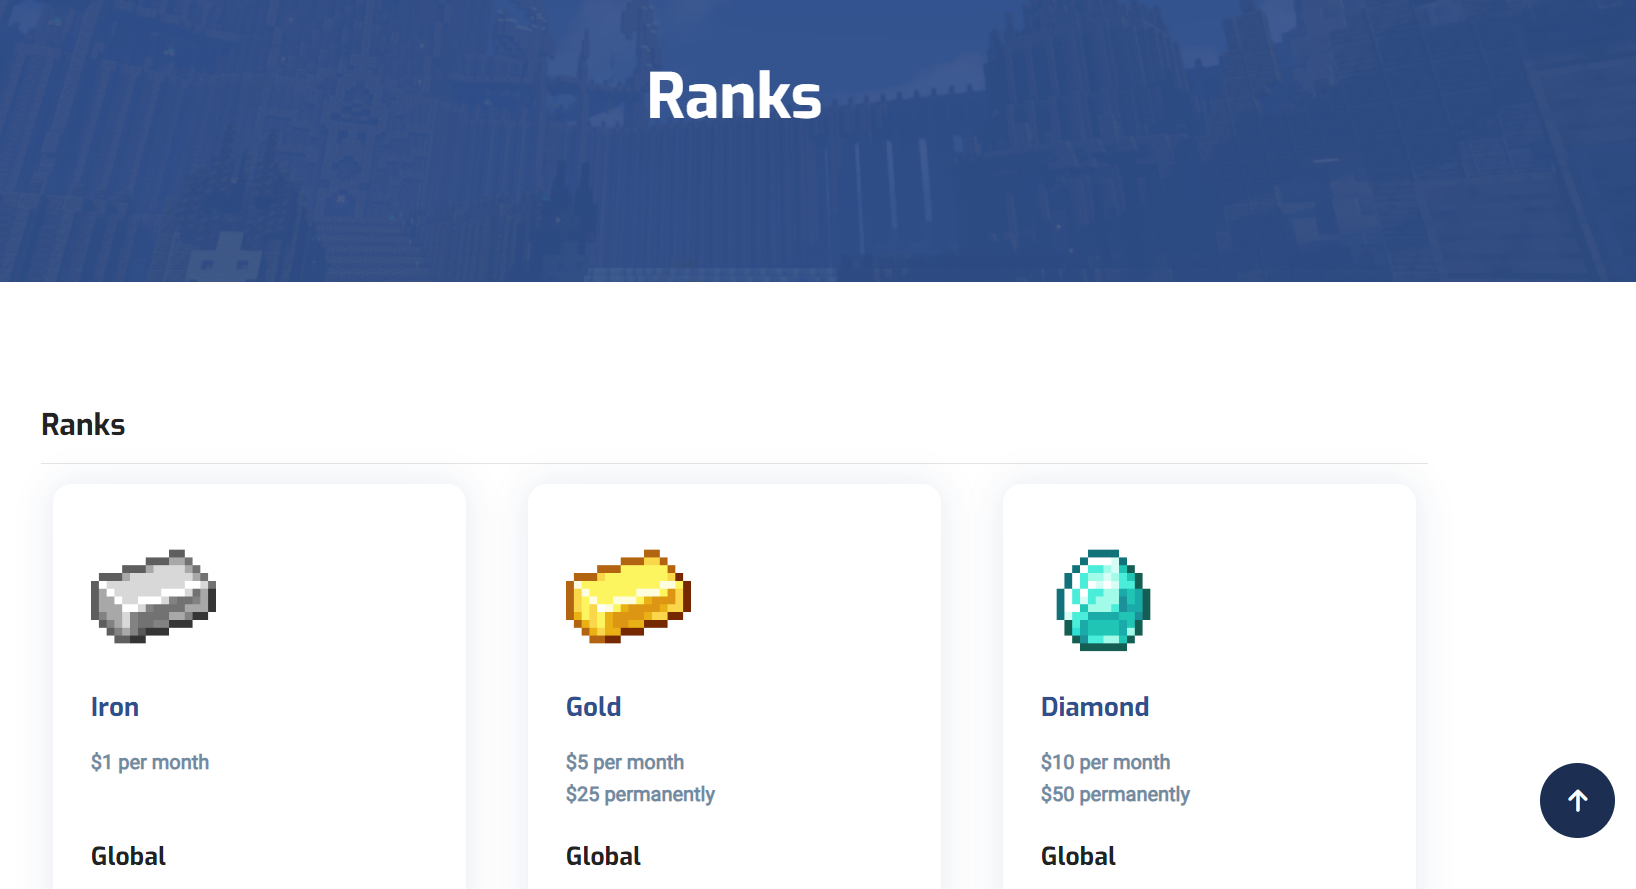 Ranks
Ranks
Iron
$1 per month
Global
Gold
$5 per month
$25 permanently
Global
Diamond
$10 per month
$50 permanently
Global